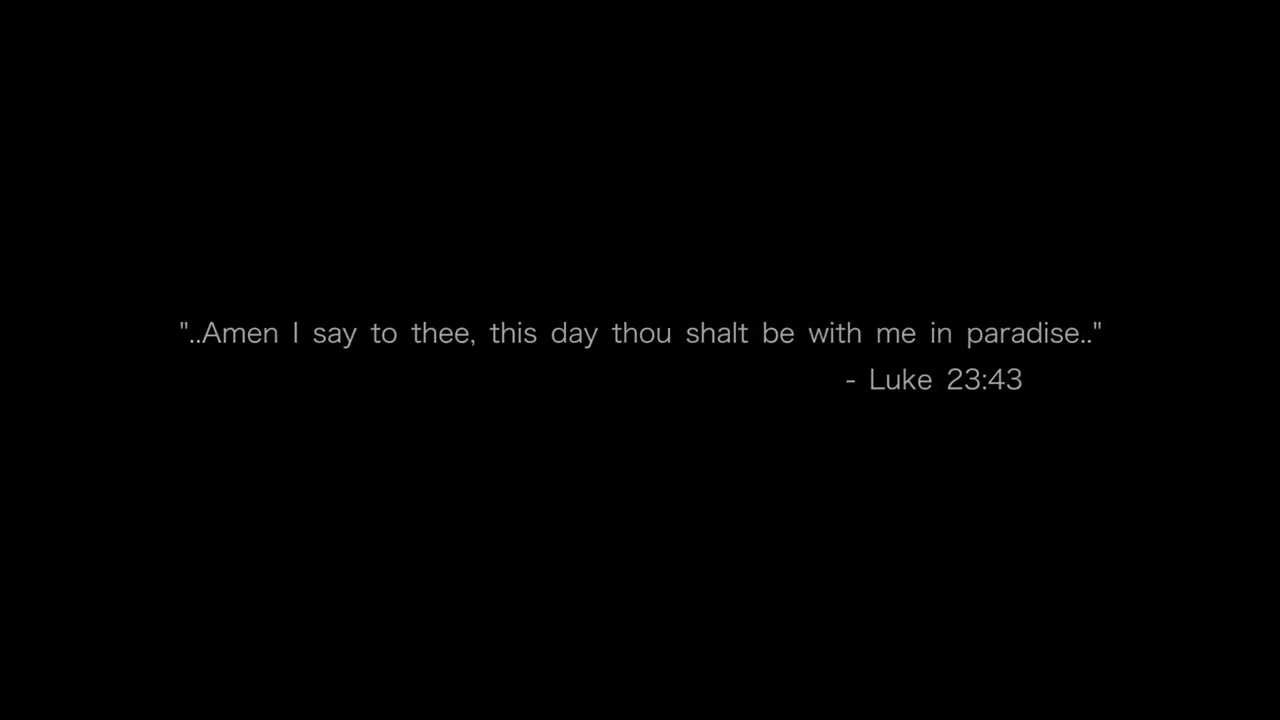 "..Amen I say to thee, this day thou shalt be with me in paradise.."
- Luke 23:43